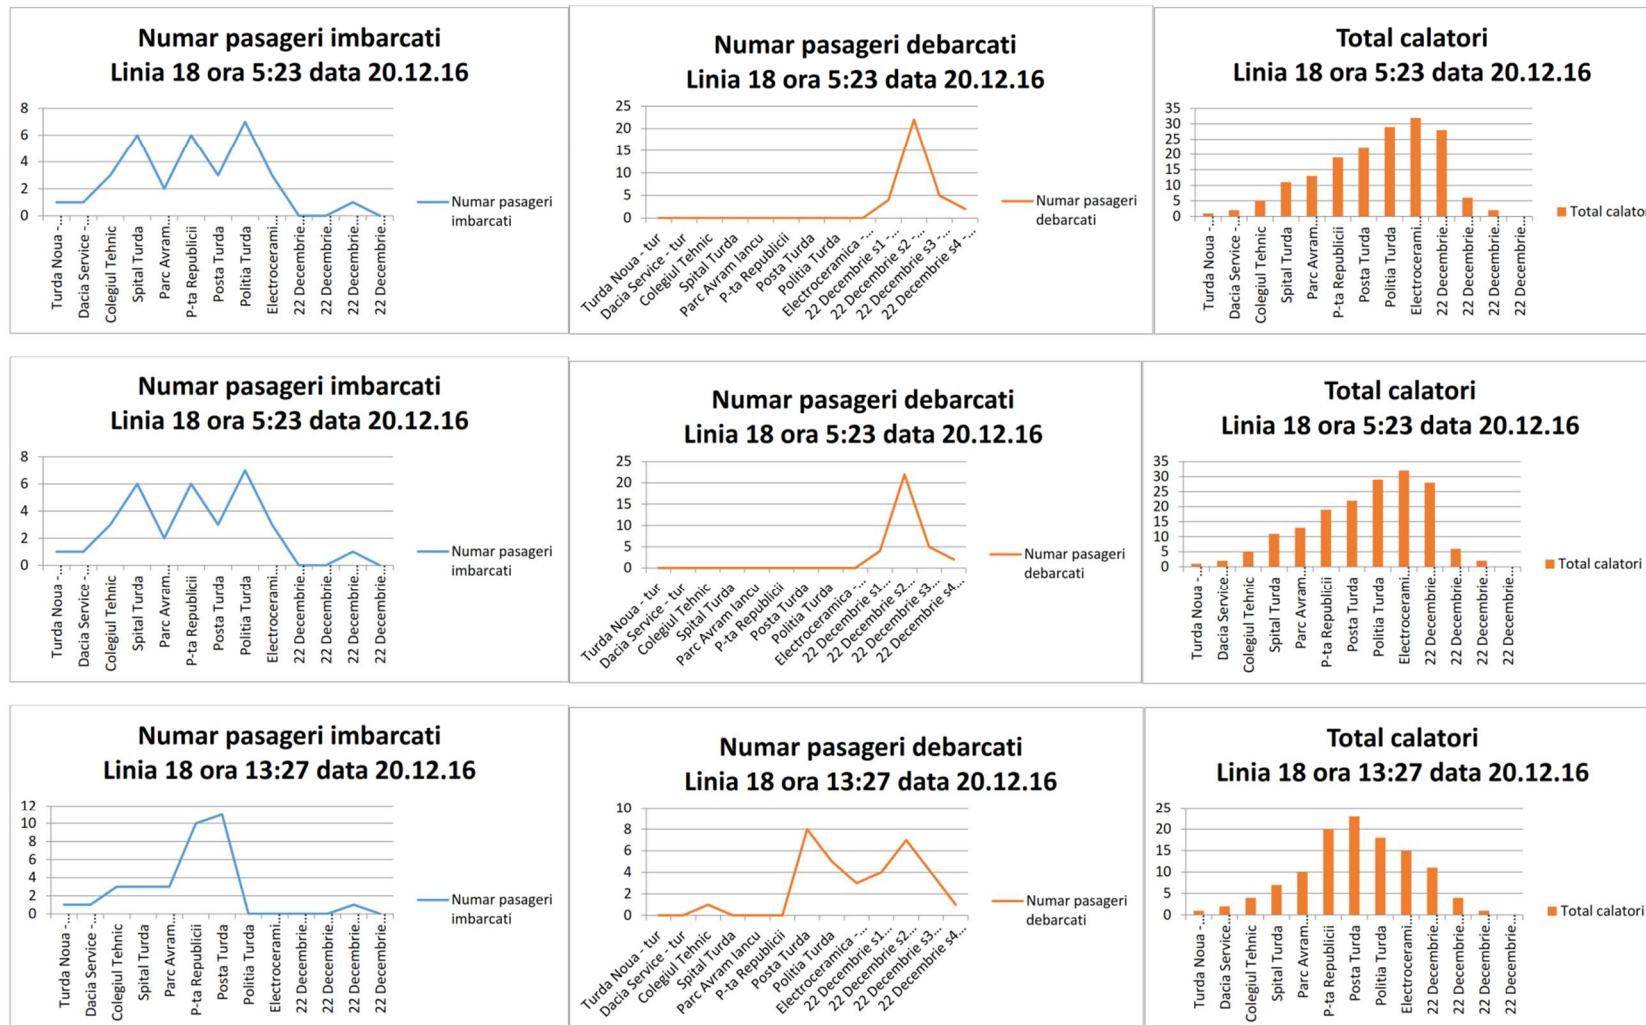 Numar pasageri imbarcati
Linia 18 ora 5:23 data 20.12.16
8
6
4
2
0
Turda Noua -...
Dacia Service -...
Colegiul Tehnic
Spital Turda
Parc Avram...
P-ta Republicii
Posta Turda
Politia Turda
Electrocerami...
22 Decembrie...
22 Decembrie...
22 Decembrie...
22 Decembrie...
Numar pasageri
imbarcati
Numar pasageri debarcati
Linia 18 ora 5:23 data 20.12.16
25
20
15
10
5
0
Turda Noua - tur
Dacia Service - tur
Colegiul Tehnic
Spital Turda
Parc Avram Iancu
P-ta Republicii
Posta Turda
Politia Turda
Electroceramica -...
22 Decembrie s1 -...
22 Decembrie s2 -...
22 Decembrie s3 -...
22 Decembrie s4 -...
Numar pasageri
debarcati
Total calatori
Linia 18 ora 5:23 data 20.12.16
35
30
25
20
15
10
5
0
Turda Noua -...
Dacia Service -...
Colegiul Tehnic
Spital Turda
Parc Avram...
P-ta Republicii
Posta Turda
Politia Turda
Electrocerami...
22 Decembrie...
22 Decembrie...
22 Decembrie...
22 Decembrie...
Total calator
Numar pasageri imbarcati
Linia 18 ora 5:23 data 20.12.16
8
6
4
2
0
Turda Noua -...
Dacia Service -...
Colegiul Tehnic
Spital Turda
Parc Avram...
P-ta Republicii
Posta Turda
Politia Turda
Electrocerami...
22 Decembrie...
22 Decembrie...
22 Decembrie...
22 Decembrie...
Numar pasageri
imbarcati
Numar pasageri debarcati
Linia 18 ora 5:23 data 20.12.16
25
20
15
10
5
0
Turda Noua - tur
Dacia Service - tur
Colegiul Tehnic
Spital Turda
Parc Avram Iancu
P-ta Republicii
Posta Turda
Politia Turda
Electroceramica -...
22 Decembrie s1...
22 Decembrie s2...
22 Decembrie s3...
22 Decembrie s4...
Numar pasageri
debarcati
Total calatori
Linia 18 ora 5:23 data 20.12.16
35
30
25
20
15
10
5
0
Turda Noua -...
Dacia Service...
Colegiul Tehnic
Spital Turda
Parc Avram...
P-ta Republicii
Posta Turda
Politia Turda
Electrocerami...
22 Decembrie...
22 Decembrie...
22 Decembrie...
22 Decembrie...
Total calatori
Numar pasageri imbarcati
Linia 18 ora 13:27 data 20.12.16
12
10
8
6
4
2
0
Turda Noua -...
Dacia Service -...
Colegiul Tehnic
Spital Turda
Parc Avram...
P-ta Republicii
Posta Turda
Politia Turda
Electrocerami...
22 Decembrie...
22 Decembrie...
22 Decembrie...
22 Decembrie...
Numar pasageri
imbarcati
Numar pasageri debarcati
Linia 18 ora 13:27 data 20.12.16
10
8
6
4
2
0
Turda Noua - tur
Dacia Service - tur
Colegiul Tehnic
Spital Turda
Parc Avram Iancu
P-ta Republicii
Posta Turda
Politia Turda
Electroceramica -...
22 Decembrie s1...
22 Decembrie s2...
22 Decembrie s3...
22 Decembrie s4...
Numar pasageri
debarcati
Total calatori
Linia 18 ora 13:27 data 20.12.16
25
20
15
10
5
0
Turda Noua -...
Dacia Service...
Colegiul Tehnic
Spital Turda
Parc Avram...
P-ta Republicii
Posta Turda
Politia Turda
Electrocerami...
22 Decembrie...
22 Decembrie...
22 Decembrie...
22 Decembrie...
Total calatori